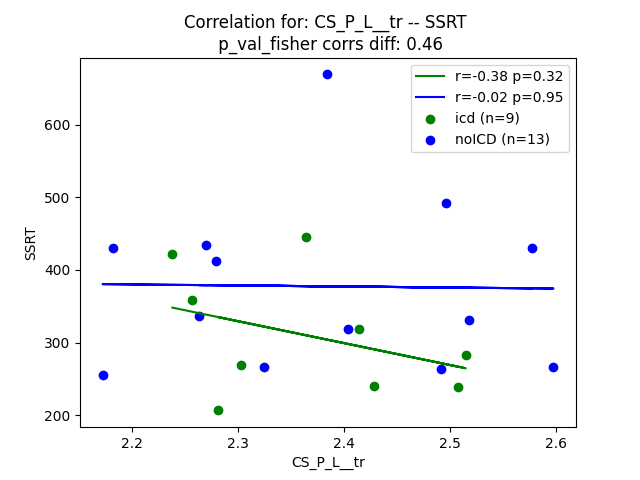 Correlation for: CS_P_L__tr -- SSRT
p_val_fisher corrs diff: 0.46
r=-0.38 p=0.32
r=-0.02 p=0.95
icd (n=9)
noICD (n=13)
SSRT
600
500
400
300
200
2.2 2.3 2.4 2.5 2.6
CS_P_L__tr